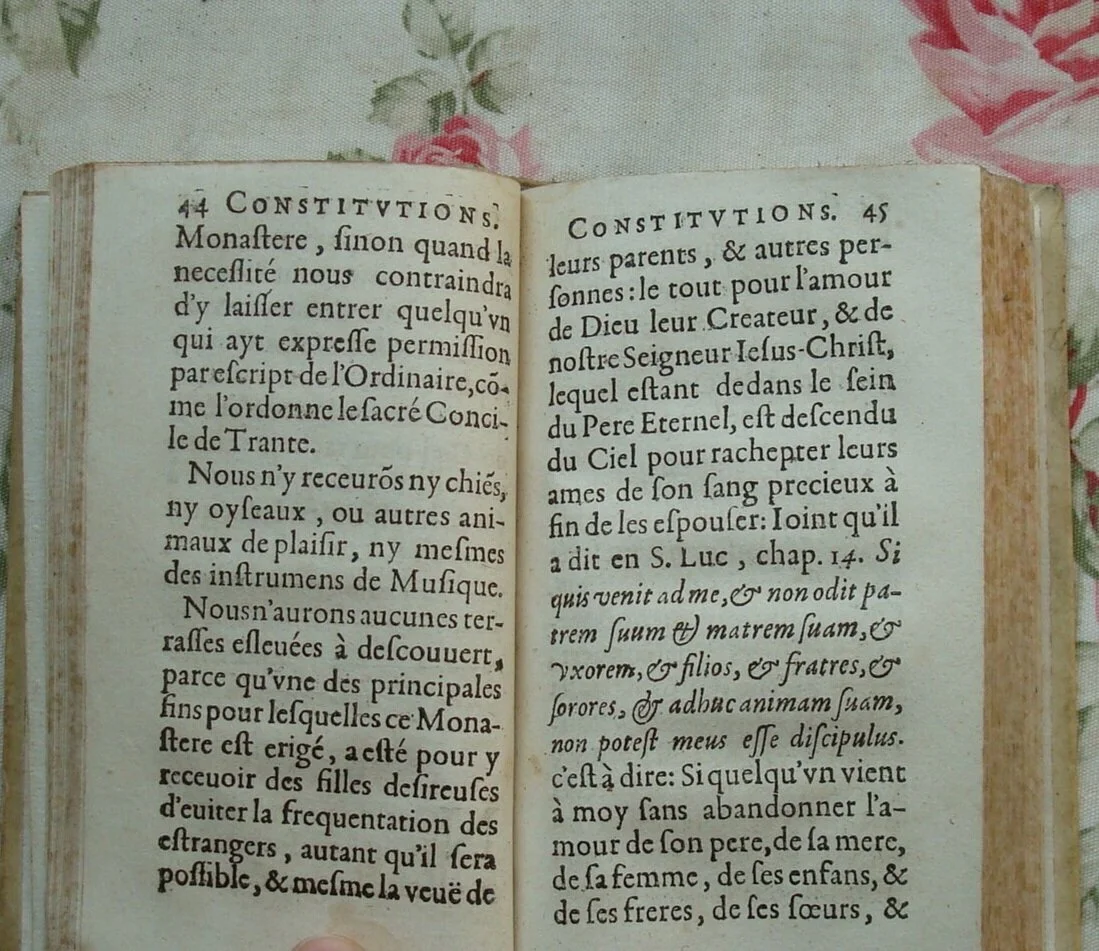 44 CONSTITVTIONS.
Monaſtere, ſinon quand la
neceſſité nous contraindra
d'y laiſſer entrer quelqu'vn
qui ayt expreſſe permiſſion
par eſcript de l'Ordinaire, cō-
me l'ordonne le ſacré Conci-
le de Trante.
Nous n'y receurōs ny chiẽs,
ny oyſeaux, ou autres ani-
maux de plaiſir, ny meſmes
des inſtrumens de Muſique.
Nous n'aurons aucunes ter-
raſſes eſleuées à deſcouuert,
parce qu'vne des principales
fins pour leſquelles ce Mona-
ſtere eſt erigé, a eſté pour y
receuoir des filles deſireuſes
d'euiter la frequentation des
eſtrangers, autant qu'il ſera
poſſible, & meſme la veuë de
CONSTITVTIONS. 45
leurs parents, & autres per-
ſonnes: le tout pour l'amour
de Dieu leur Createur, & de
noſtre Seigneur Ieſus-Chriſt,
lequel eſtant dedans le ſein
du Pere Eternel, eſt deſcendu
du Ciel pour rachepter leurs
ames de ſon ſang precieux à
fin de les eſpouſer: Ioint qu'il
a dit en S. Luc, chap. 14. Si
quis venit ad me, & non odit pa-
trem ſuum & matrem ſuam, &
vxorem, & filios, & fratres, &
ſorores, & adhuc animam ſuam,
non poteſt meus eſſe diſcipulus.
c'eſt à dire: Si quelqu'vn vient
à moy ſans abandonner l'a-
mour de ſon pere, de ſa mere,
de ſa femme, de ſes enfans, &
de ſes freres, de ſes ſœurs, &